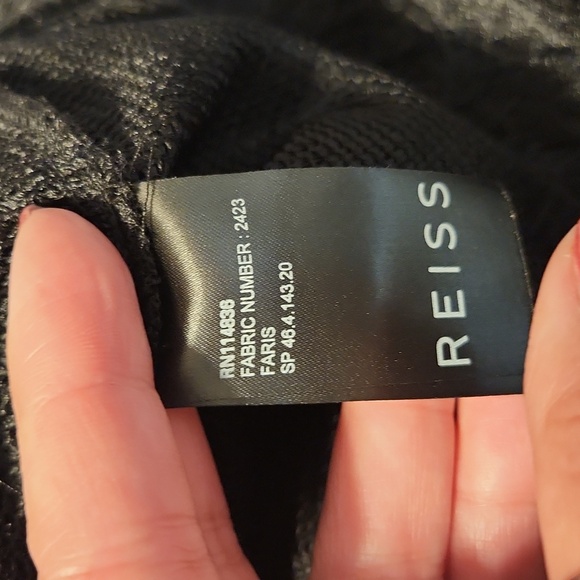 REISS
RN114836
FABRIC NUMBER : 2423
FARIS
SP 46.4.143.20